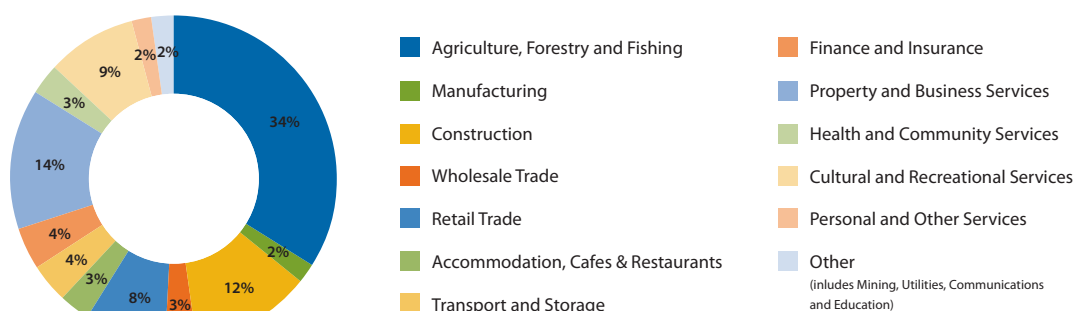 2%
2%
9%
3%
34%
14%
4%
4%
3%
8%
3%
12%
2%
Agriculture, Forestry and Fishing
Manufacturing
Construction
Wholesale Trade
Retail Trade
Accommodation, Cafes & Restaurants
Transport and Storage
Finance and Insurance
Property and Business Services
Health and Community Services
Cultural and Recreational Services
Personal and Other Services
Other
(inludes Mining, Utilities, Communications
and Education)